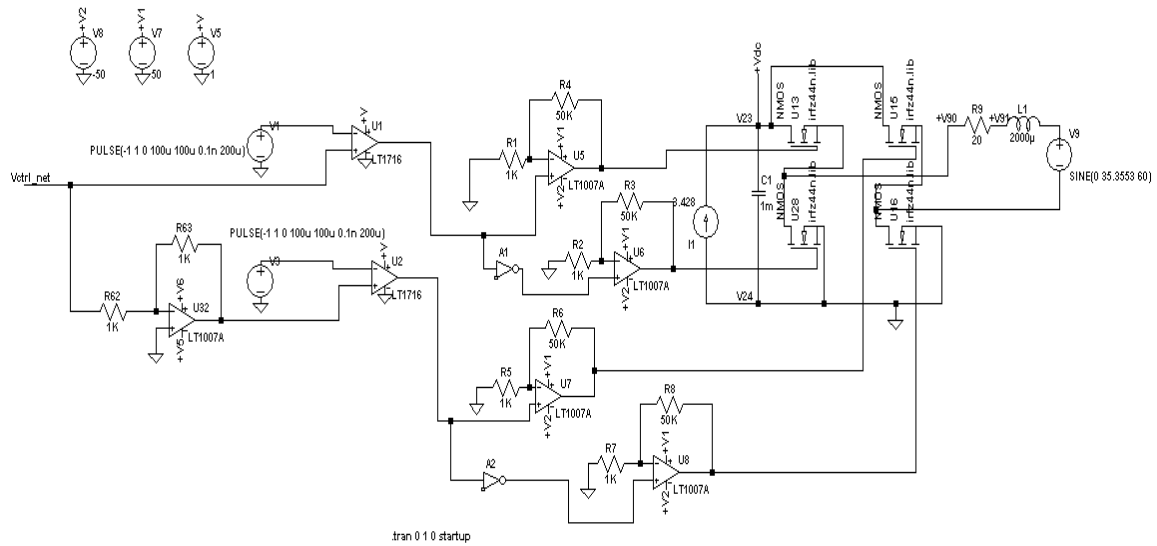 +V2
+V1
+V
V8
V7
V5
-50
50
1
V1
PULSE(-1 1 0 100u 100u 0.1n 200u)
+V
U1
LT1716
R4
50K
R1
1K
+V1
U5
+V2
LT1007A
Vctrl_net
R63
1K
PULSE(-1 1 0 100u 100u 0.1n 200u)
V3
+V
U2
LT1716
R62
1K
+V6
U32
+V5
LT1007A
A1
R3
50K
R2
1K
+V1
U6
+V2
LT1007A
+Vdc
V23
C1
1m
3.428
I1
V24
NMOS
U13
irfz44n.lib
NMOS
U15
irfz44n.lib
NMOS
U28
irfz44n.lib
NMOS
U16
irfz44n.lib
+V90
R9
20
+V91
L1
2000µ
V9
SINE(0 35.3553 60)
R6
50K
R5
1K
+V1
U7
+V2
LT1007A
A2
R8
50K
R7
1K
+V1
U8
+V2
LT1007A
.tran 0 1 0 startup